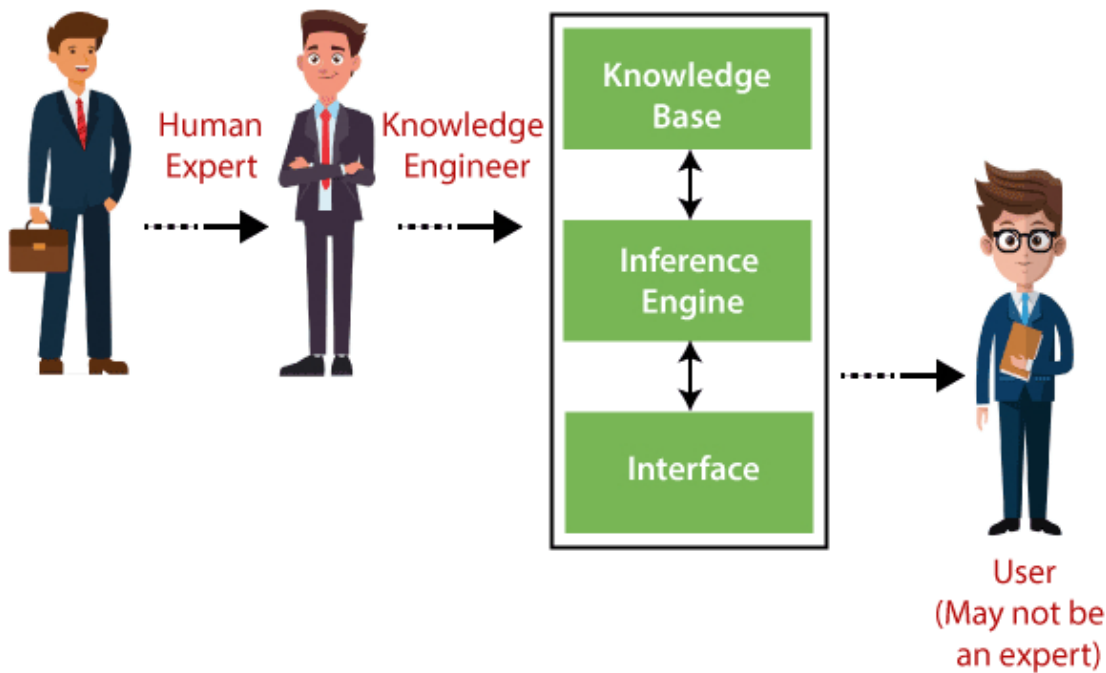 Human
Expert
Knowledge
Engineer
Knowledge
Base
Inference
Engine
Interface
User
(May not be
an expert)